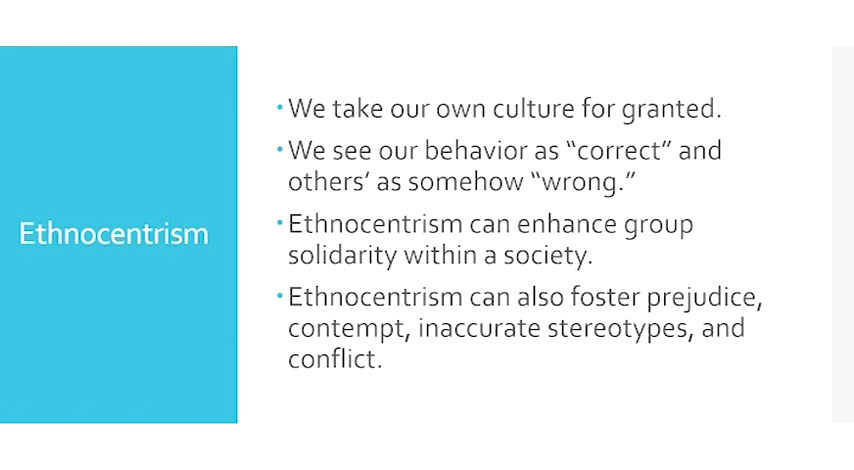 Ethnocentrism
• We take our own culture for granted.
• We see our behavior as “correct” and
others’ as somehow “wrong.”
• Ethnocentrism can enhance group
solidarity within a society.
• Ethnocentrism can also foster prejudice,
contempt, inaccurate stereotypes, and
conflict.